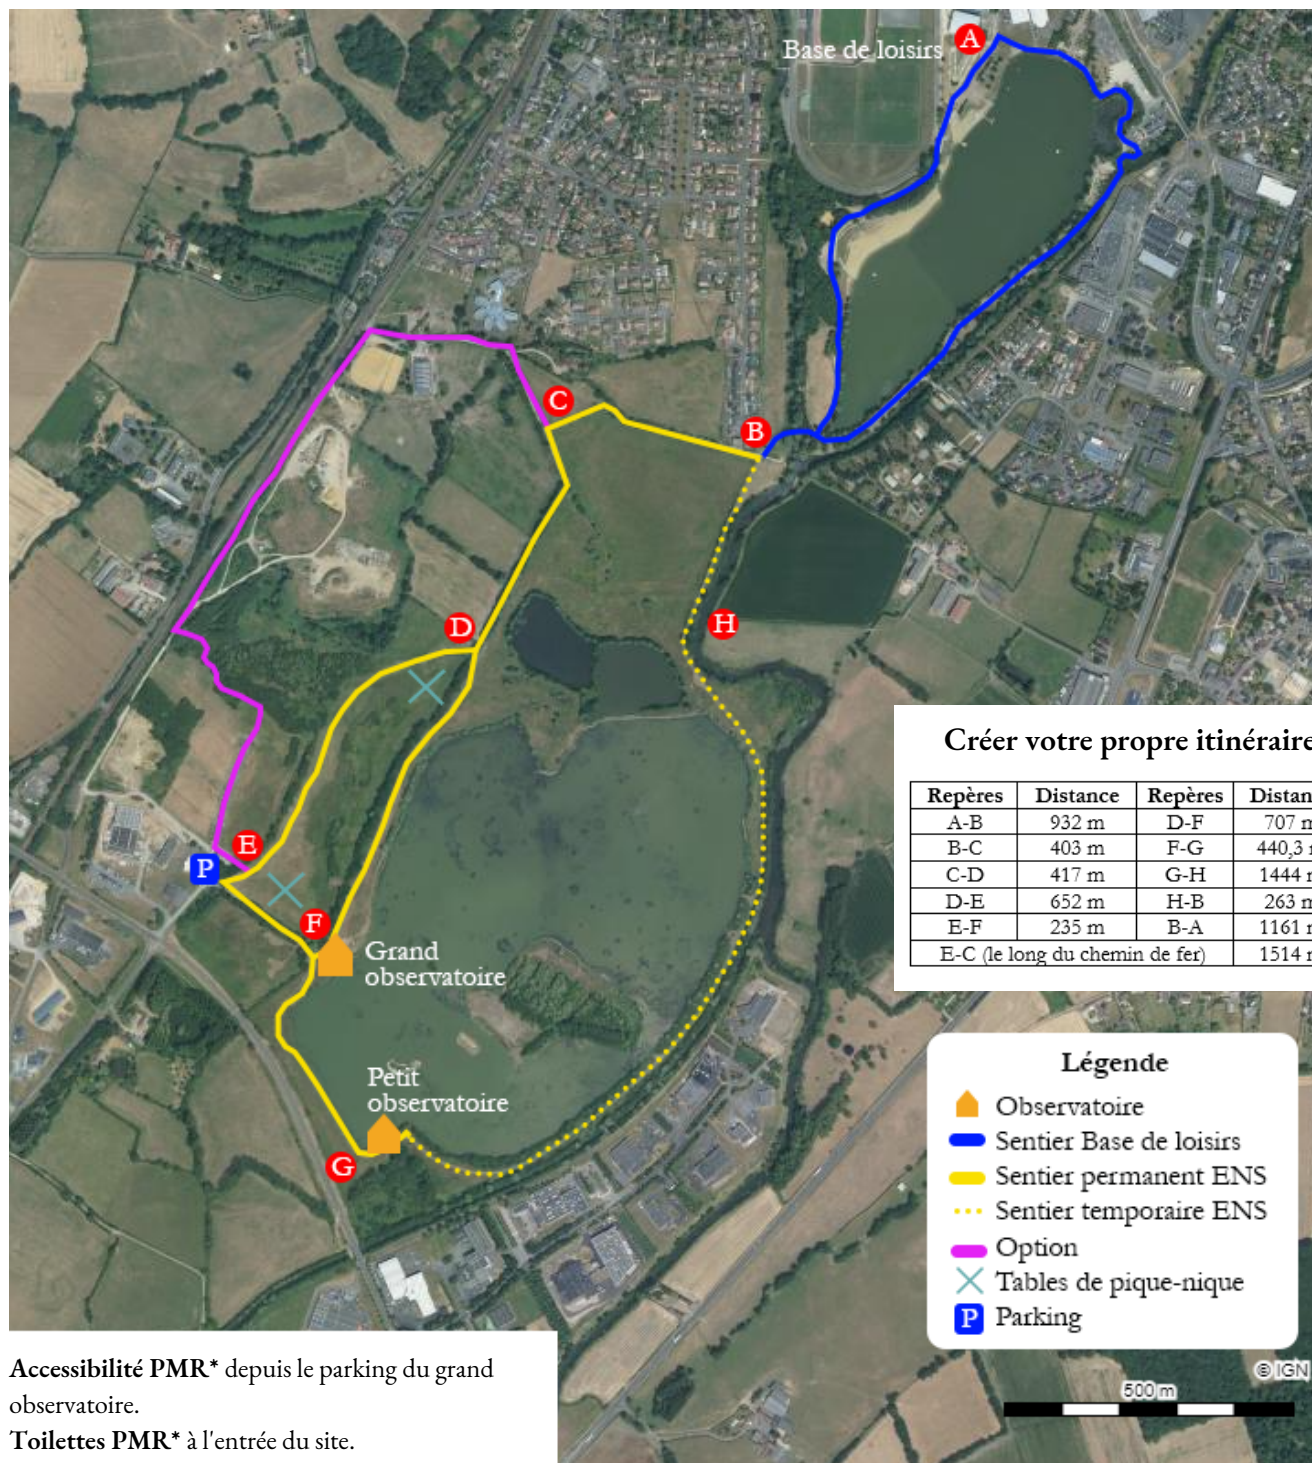 Base de loisirs
A
C
B
D
H
E
P
F
Grand
observatoire
Petit
observatoire
G
Créer votre propre itinéraire
Repères Distance Repères
A-B 932 m D-F 707
B-C 403 m F-G 440,3
C-D 417 m G-H 1444
D-E 652 m H-B 263
E-F 235 m B-A 1161
E-C (le long du chemin de fer) 1514
Légende
Observatoire
Sentier Base de loisirs
Sentier permanent ENS
Sentier temporaire ENS
Option
Tables de pique-nique
P Parking
© IGN
500 m
Accessibilité PMR* depuis le parking du grand
observatoire.
Toilettes PMR* à l'entrée du site.